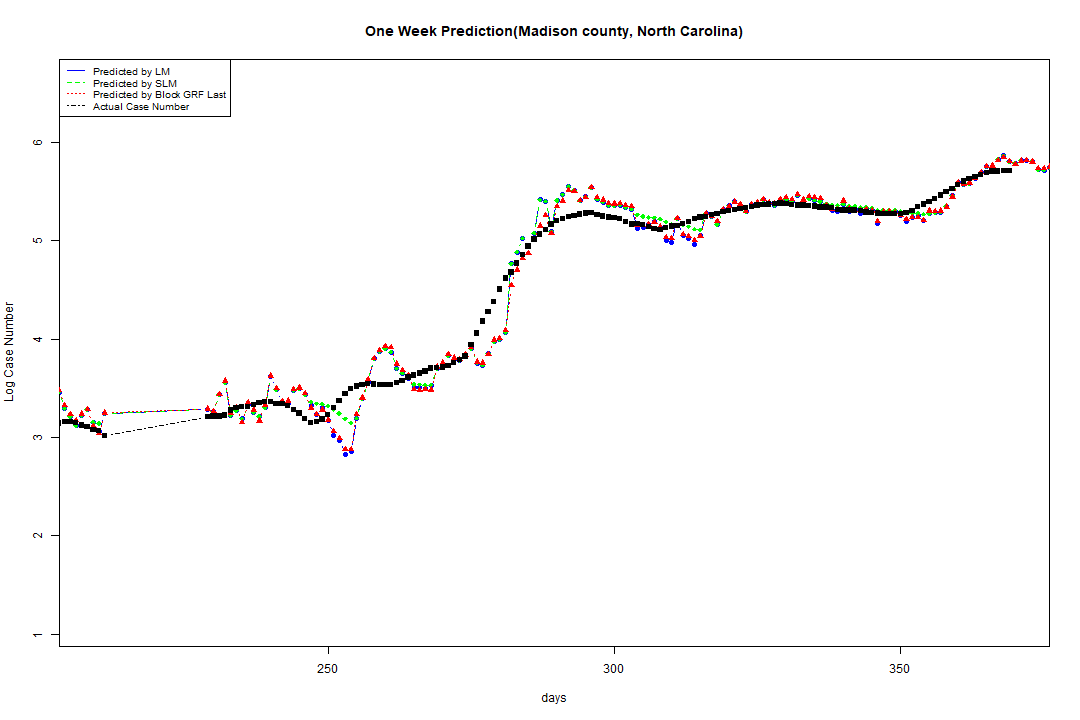 One Week Prediction(Madison county, North Carolina)
Predicted by LM
Predicted by SLM
Predicted by Block GRF Last
Actual Case Number
Log Case Number
6
5
4
3
2
1
250
300
350
days